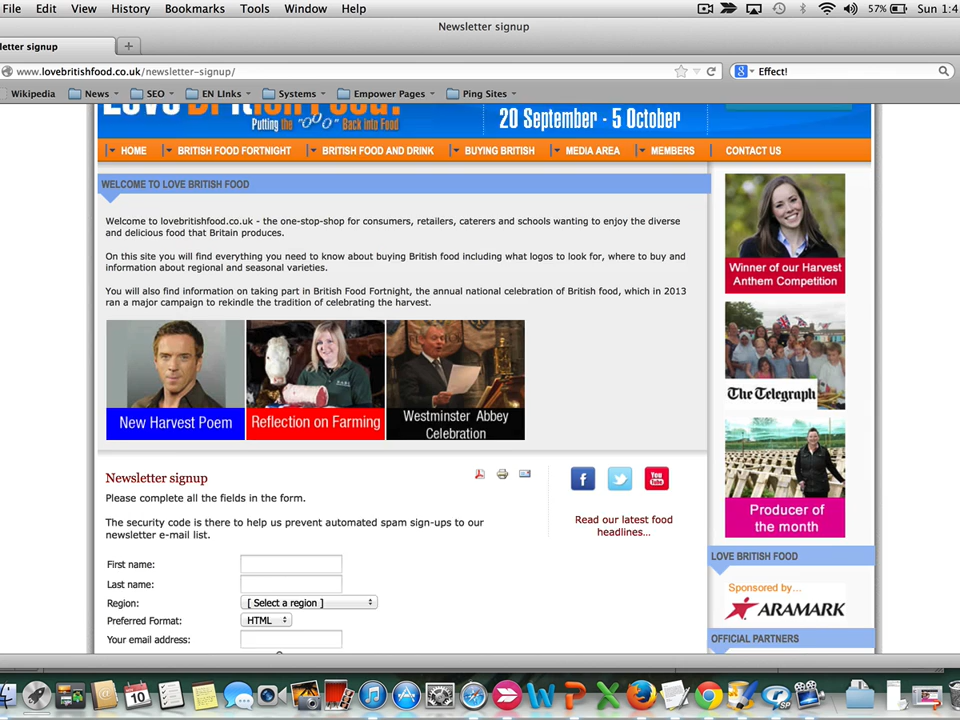 File Edit View History Bookmarks Tools Window Help 57% Sun 1:4
Newsletter signup
letter signup
www.lovebritishfood.co.uk/newsletter-signup/ Effect!
Wikipedia News SEO EN LInks Systems Empower Pages Ping Sites
Love British Food!
Putting the "oOo" Back into Food
20 September - 5 October
HOME BRITISH FOOD FORTNIGHT BRITISH FOOD AND DRINK BUYING BRITISH MEDIA AREA MEMBERS CONTACT US
WELCOME TO LOVE BRITISH FOOD
Welcome to lovebritishfood.co.uk - the one-stop-shop for consumers, retailers, caterers and schools wanting to enjoy the diverse
and delicious food that Britain produces.
On this site you will find everything you need to know about buying British food including what logos to look for, where to buy and
information about regional and seasonal varieties.
You will also find information on taking part in British Food Fortnight, the annual national celebration of British food, which in 2013
ran a major campaign to rekindle the tradition of celebrating the harvest.
New Harvest Poem
Reflection on Farming
Westminster Abbey
Celebration
Winner of our Harvest
Anthem Competition
The Telegraph
Producer of
the month
Newsletter signup
Please complete all the fields in the form.
The security code is there to help us prevent automated spam sign-ups to our
newsletter e-mail list.
First name:
Last name:
Region: [ Select a region ]
Preferred Format: HTML
Your email address:
You
Tube
Read our latest food
headlines...
LOVE BRITISH FOOD
Sponsored by...
ARAMARK
OFFICIAL PARTNERS
10